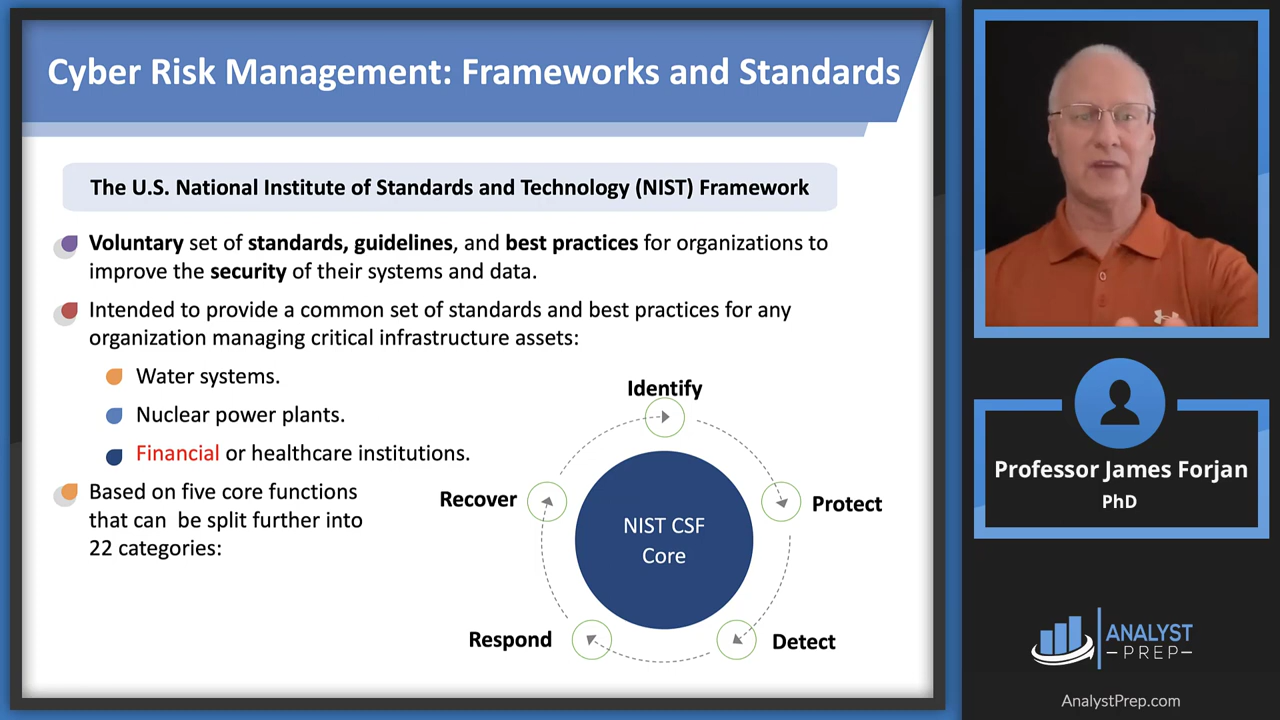 Cyber Risk Management: Frameworks and Standards
The U.S. National Institute of Standards and Technology (NIST) Framework
Voluntary set of standards, guidelines, and best practices for organizations to
improve the security of their systems and data.
Intended to provide a common set of standards and best practices for any
organization managing critical infrastructure assets:
Water systems.
Nuclear power plants.
Financial or healthcare institutions.
Based on five core functions
that can be split further into
22 categories:
Identify
Protect
Detect
Respond
Recover
NIST CSF
Core
Professor James Forjan
PhD
ANALYST
PREP
AnalystPrep.com